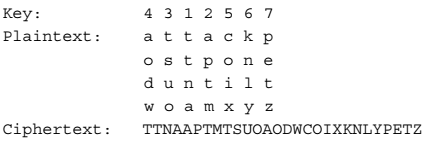 Key: 4 3 1 2 5 6 7
Plaintext: a t t a c k p
o s t p o n e
d u n t i l t
w o a m x y z
Ciphertext: TTNAAPTMTSUOAODWCOIXKNLYPETZ